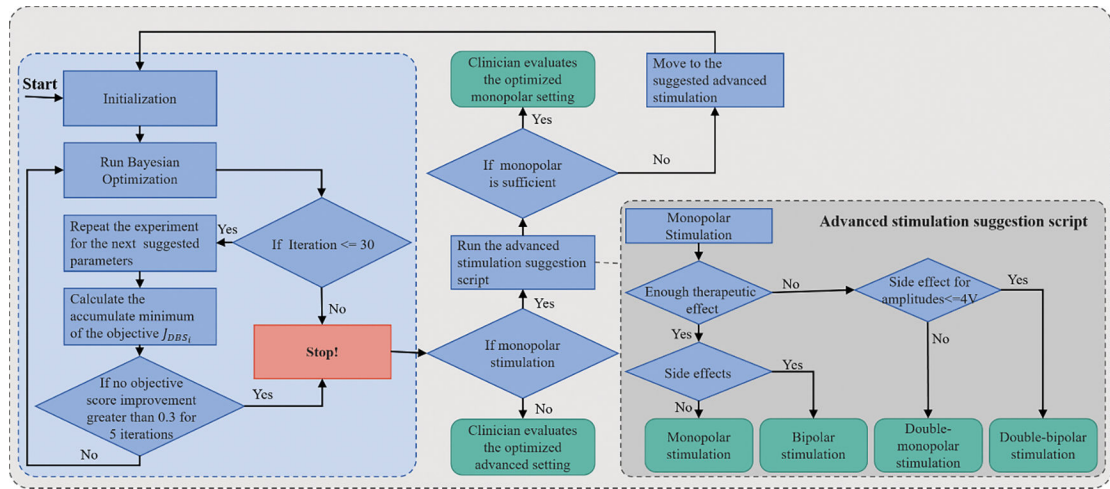 Start
Initialization
Run Bayesian
Optimization
Repeat the experiment
for the next suggested
parameters
Yes
If Iteration <= 30
No
Calculate the
accumulate minimum
of the objective J_DBS_i
Stop!
If no objective
score improvement
greater than 0.3 for
5 iterations
Yes
No
Clinician evaluates
the optimized
monopolar setting
Yes
If monopolar
is sufficient
No
Move to the
suggested advanced
stimulation
Run the advanced
stimulation suggestion
script
Yes
If monopolar
stimulation
No
Clinician evaluates
the optimized
advanced setting
Advanced stimulation suggestion script
Monopolar
Stimulation
Enough therapeutic
effect
No
Side effect for
amplitudes<=4V
Yes
Yes
No
Side effects
Yes
No
Monopolar
stimulation
Bipolar
stimulation
Double-
monopolar
stimulation
Double-bipolar
stimulation